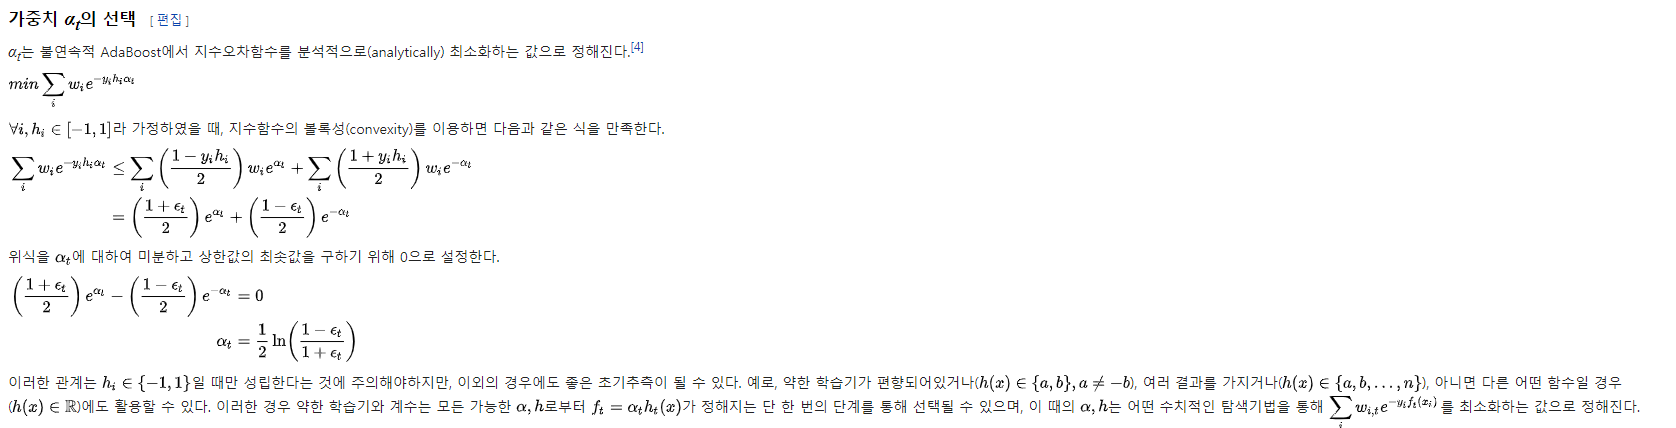 가중치 αₜ의 선택 [ 편집 ]
αₜ는 불연속적 AdaBoost에서 지수오차함수를 분석적으로(analytically) 최소화하는 값으로 정해진다.[4]
$min \sum_i w_i e^{-y_i h_i \alpha_t}$
$\forall i, h_i \in [-1, 1]$라 가정하였을 때, 지수함수의 볼록성(convexity)를 이용하면 다음과 같은 식을 만족한다.
$\sum_i w_i e^{-y_i h_i \alpha_t} \leq \sum_i \left(\frac{1 - y_i h_i}{2}\right) w_i e^{\alpha_t} + \sum_i \left(\frac{1 + y_i h_i}{2}\right) w_i e^{-\alpha_t}$
$= \left(\frac{1 + \epsilon_t}{2}\right) e^{\alpha_t} + \left(\frac{1 - \epsilon_t}{2}\right) e^{-\alpha_t}$
위식을 $\alpha_t$에 대하여 미분하고 상한값의 최솟값을 구하기 위해 0으로 설정한다.
$\left(\frac{1 + \epsilon_t}{2}\right) e^{\alpha_t} - \left(\frac{1 - \epsilon_t}{2}\right) e^{-\alpha_t} = 0$
$\alpha_t = \frac{1}{2} \ln \left(\frac{1 - \epsilon_t}{1 + \epsilon_t}\right)$
이러한 관계는 $h_i \in \{-1, 1\}$일 때만 성립한다는 것에 주의해야하지만, 이외의 경우에도 좋은 초기추측이 될 수 있다. 예로, 약한 학습기가 편향되어있거나($h(x) \in \{a, b\}, a \neq -b$), 여러 결과를 가지거나($h(x) \in \{a, b, \ldots, n\}$), 아니면 다른 어떤 함수일 경우
($h(x) \in \mathbb{R}$)에도 활용할 수 있다. 이러한 경우 약한 학습기와 계수는 모든 가능한 $\alpha, h$로부터 $f_t = \alpha_t h_t(x)$가 정해지는 단 한 번의 단계를 통해 선택될 수 있으며, 이 때의 $\alpha, h$는 어떤 수치적인 탐색기법을 통해 $\sum_i w_{i,t} e^{-y_i f_t(x_i)}$를 최소화하는 값으로 정해진다.